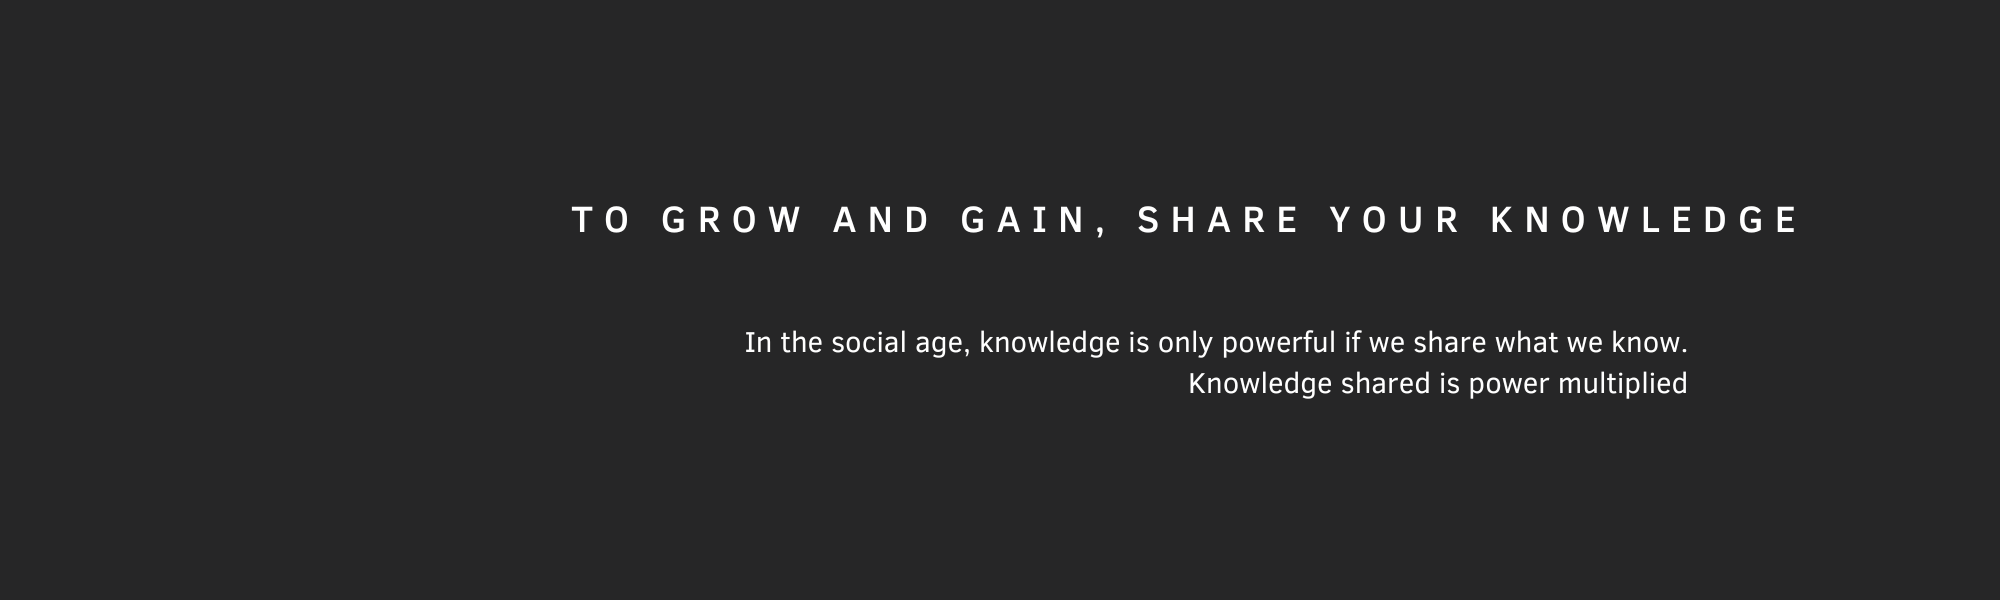 TO GROW AND GAIN, SHARE YOUR KNOWLEDGE
In the social age, knowledge is only powerful if we share what we know.
Knowledge shared is power multiplied